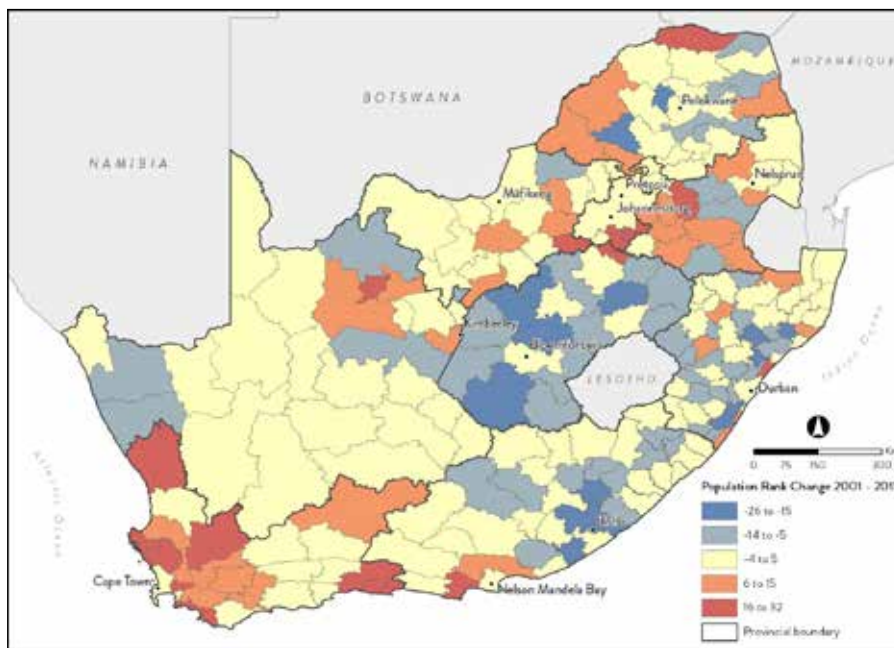 MOZAMBIQUE
BOTSWANA
Polokwane
NAMIBIA
Nelspruit
Mafikeng
Pretoria
Johannesburg
Kimberley
Bloemfontein
LESOTHO
Durban
Indian Ocean
Atlantic Ocean
0 75 150 300
Population Rank Change 2001 - 201
-26 to -15
-14 to -5
-4 to 5
6 to 15
16 to 32
Cape Town
Nelson Mandela Bay
Provincial boundary